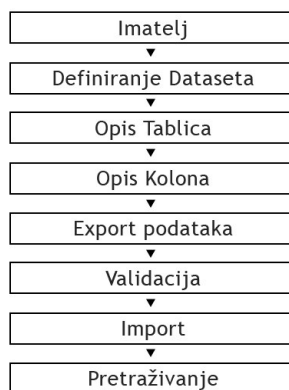 Imatelj
Definiranje Dataseta
Opis Tablica
Opis Kolona
Export podataka
Validacija
Import
Pretraživanje